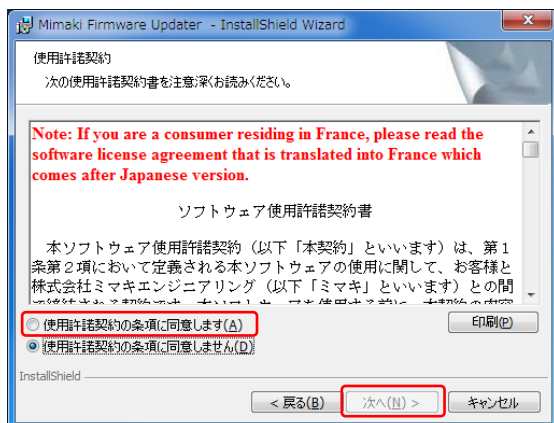 Mimaki Firmware Updater - InstallShield Wizard
使用許諾契約
次の使用許諾契約書を注意深くお読みください。
Note: If you are a consumer residing in France, please read the
software license agreement that is translated into France which
comes after Japanese version.
ソフトウェア使用許諾契約書
本ソフトウェア使用許諾契約（以下「本契約」といいます）は、第１
条第２項において定義される本ソフトウェアの使用に関して、お客様と
株式会社ミマキエンジニアリング（以下「ミマキ」といいます）との間
使用許諾契約の条項に同意します(A)
印刷(P)
使用許諾契約の条項に同意しません(D)
InstallShield
< 戻る(B)
次へ(N) >
キャンセル